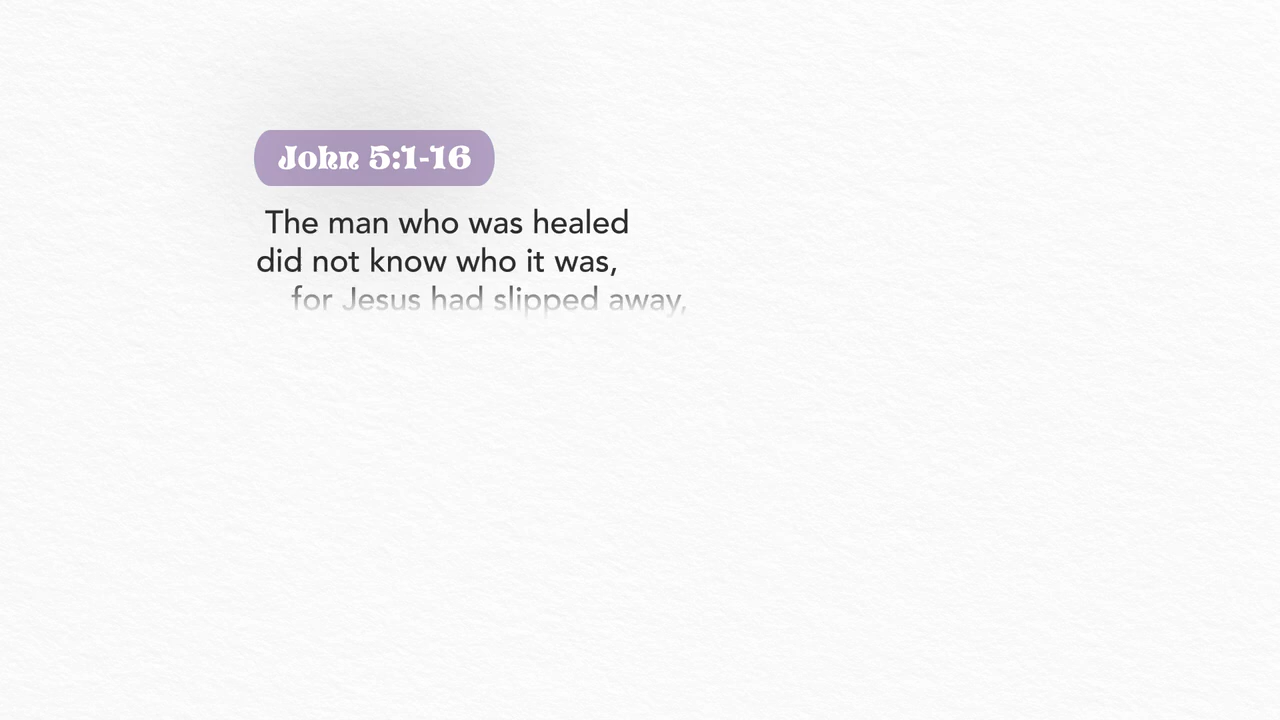 John 5:1-16
The man who was healed
did not know who it was,
for Jesus had slipped away,